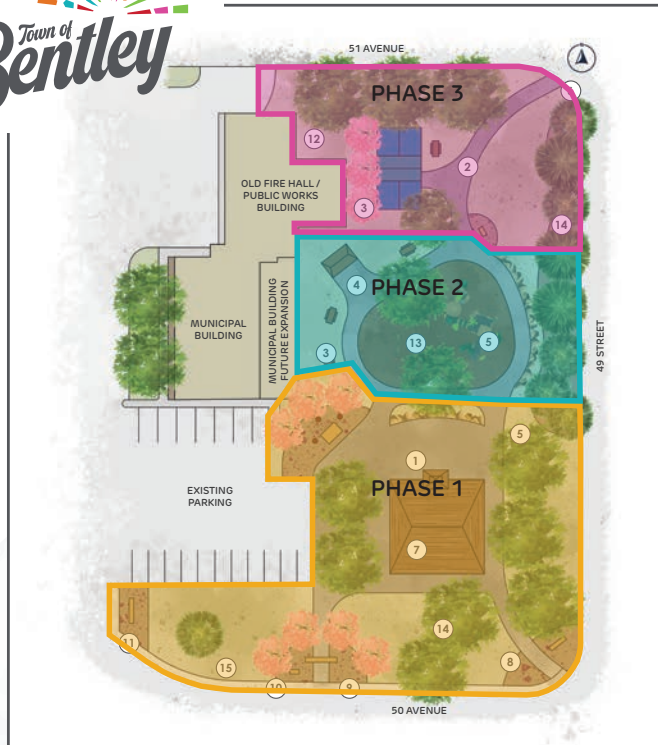 Town of
Bentley
51 AVENUE
PHASE 3
12
2
OLD FIRE HALL /
PUBLIC WORKS
BUILDING
3
14
4
PHASE 2
MUNICIPAL
BUILDING
MUNICIPAL BUILDING
FUTURE EXPANSION
13
5
3
49 STREET
5
1
EXISTING
PARKING
PHASE 1
7
14
11
15
8
10
9
50 AVENUE